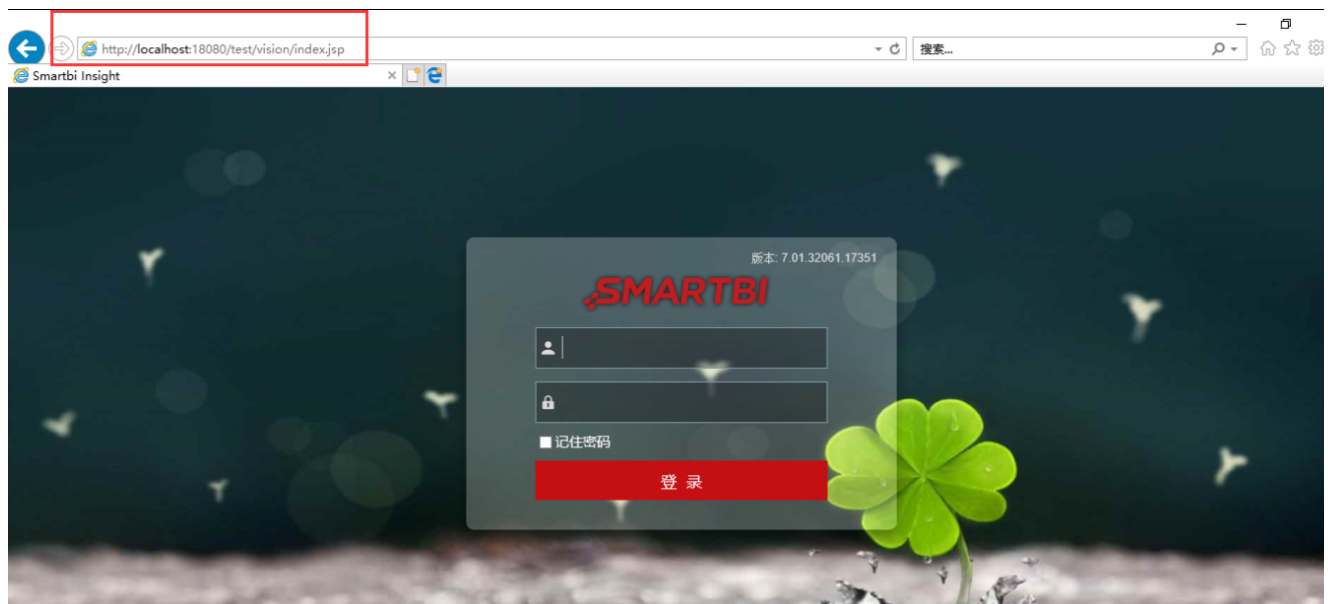 http://localhost:18080/test/vision/index.jsp
搜索...
Smartbi Insight
版本: 7.01.32061.17351
SMARTBI
记住密码
登 录